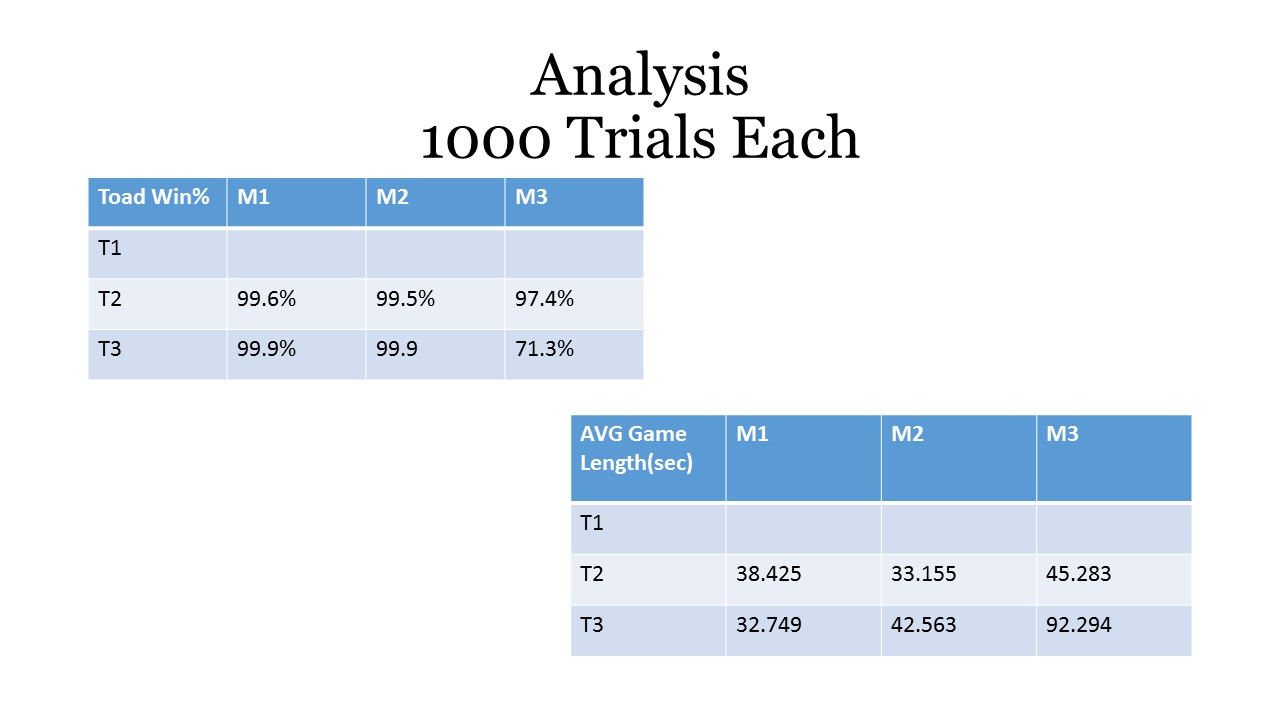 Analysis
1000 Trials Each
Toad Win% M1 M2 M3
T1
T2 99.6% 99.5% 97.4%
T3 99.9% 99.9 71.3%
AVG Game M1 M2 M3
Length(sec)
T1
T2 38.425 33.155 45.283
T3 32.749 42.563 92.294